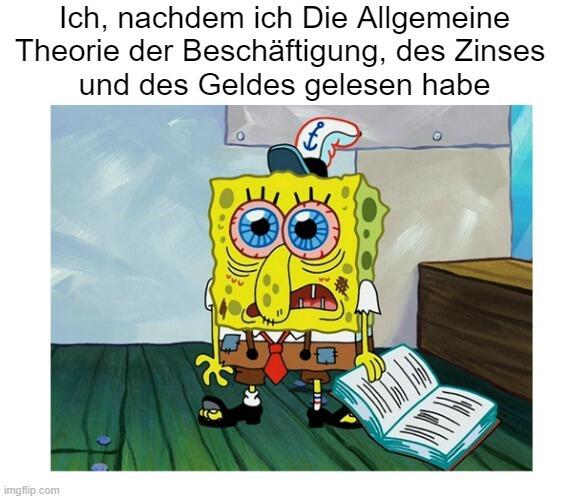 Ich, nachdem ich Die Allgemeine
Theorie der Beschäftigung, des Zinses
und des Geldes gelesen habe
imgflip.com